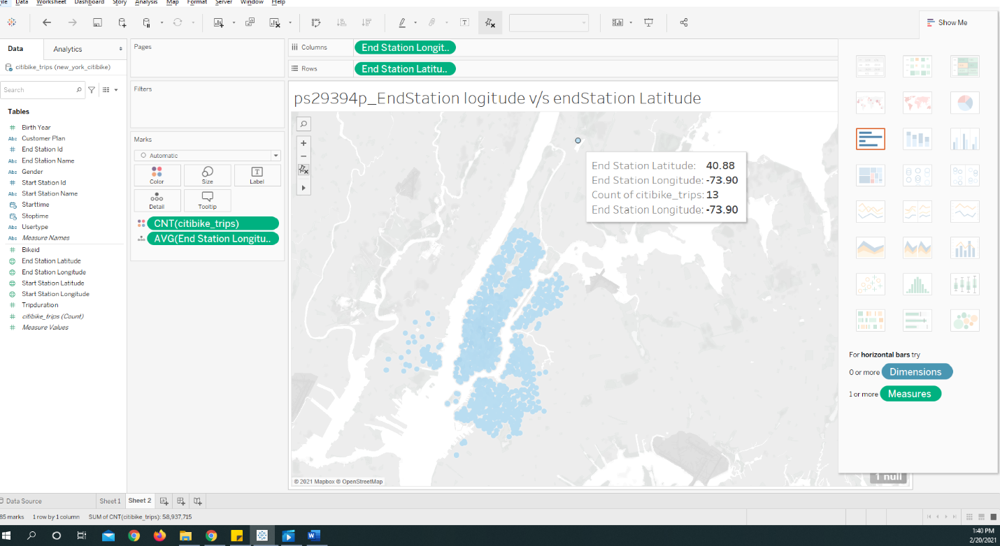 File Data Worksheet Dashboard Story Analysis Map Format Server Window Help
Show Me
Data Analytics
citibike_trips (new_york_citibike)
Search
Tables
# Birth Year
Abc Customer Plan
# End Station Id
Abc End Station Name
Abc Gender
# Start Station Id
Abc Start Station Name
Starttime
Stoptime
Abc Usertype
Abc Measure Names
# Bikeid
End Station Latitude
End Station Longitude
Start Station Latitude
Start Station Longitude
# Tripduration
# citibike_trips (Count)
# Measure Values
Pages
Filters
Marks
Automatic
Color Size Label
Detail Tooltip
CNT(citibike_trips)
AVG(End Station Longitu..
Columns End Station Longit..
Rows End Station Latitu..
ps29394p_EndStation logitude v/s endStation Latitude
End Station Latitude: 40.88
End Station Longitude: -73.90
Count of citibike_trips: 13
End Station Longitude: -73.90
© 2021 Mapbox © OpenStreetMap
1 null
For horizontal bars try
0 or more Dimensions
1 or more Measures
Data Source Sheet 1 Sheet 2
85 marks 1 row by 1 column SUM of CNT(citibike_trips): 58,937,715
1:40 PM
2/20/2021